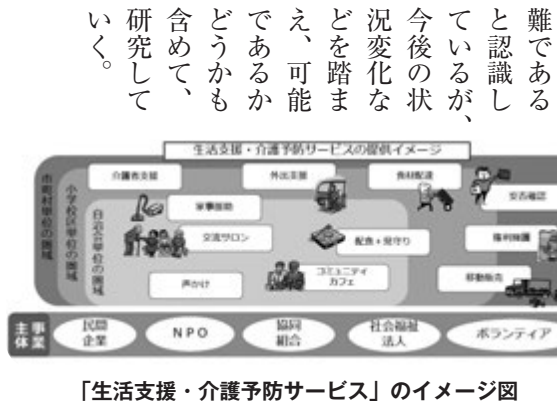 難である
と認識し
ているが、
今後の状
況変化な
どを踏ま
え、可能
であるか
どうかも
含めて、
研究して
いく。
生活支援・介護予防サービスの提供イメージ
市町村単位の圏域
小学校区単位の圏域
自治会単位の圏域
介護者支援
外出支援
食材配達
安否確認
家事援助
交流サロン
配食+見守り
権利擁護
声かけ
コミュニティ
カフェ
移動販売
事業
主体
民間
企業
NPO
協同
組合
社会福祉
法人
ボランティア
「生活支援・介護予防サービス」のイメージ図